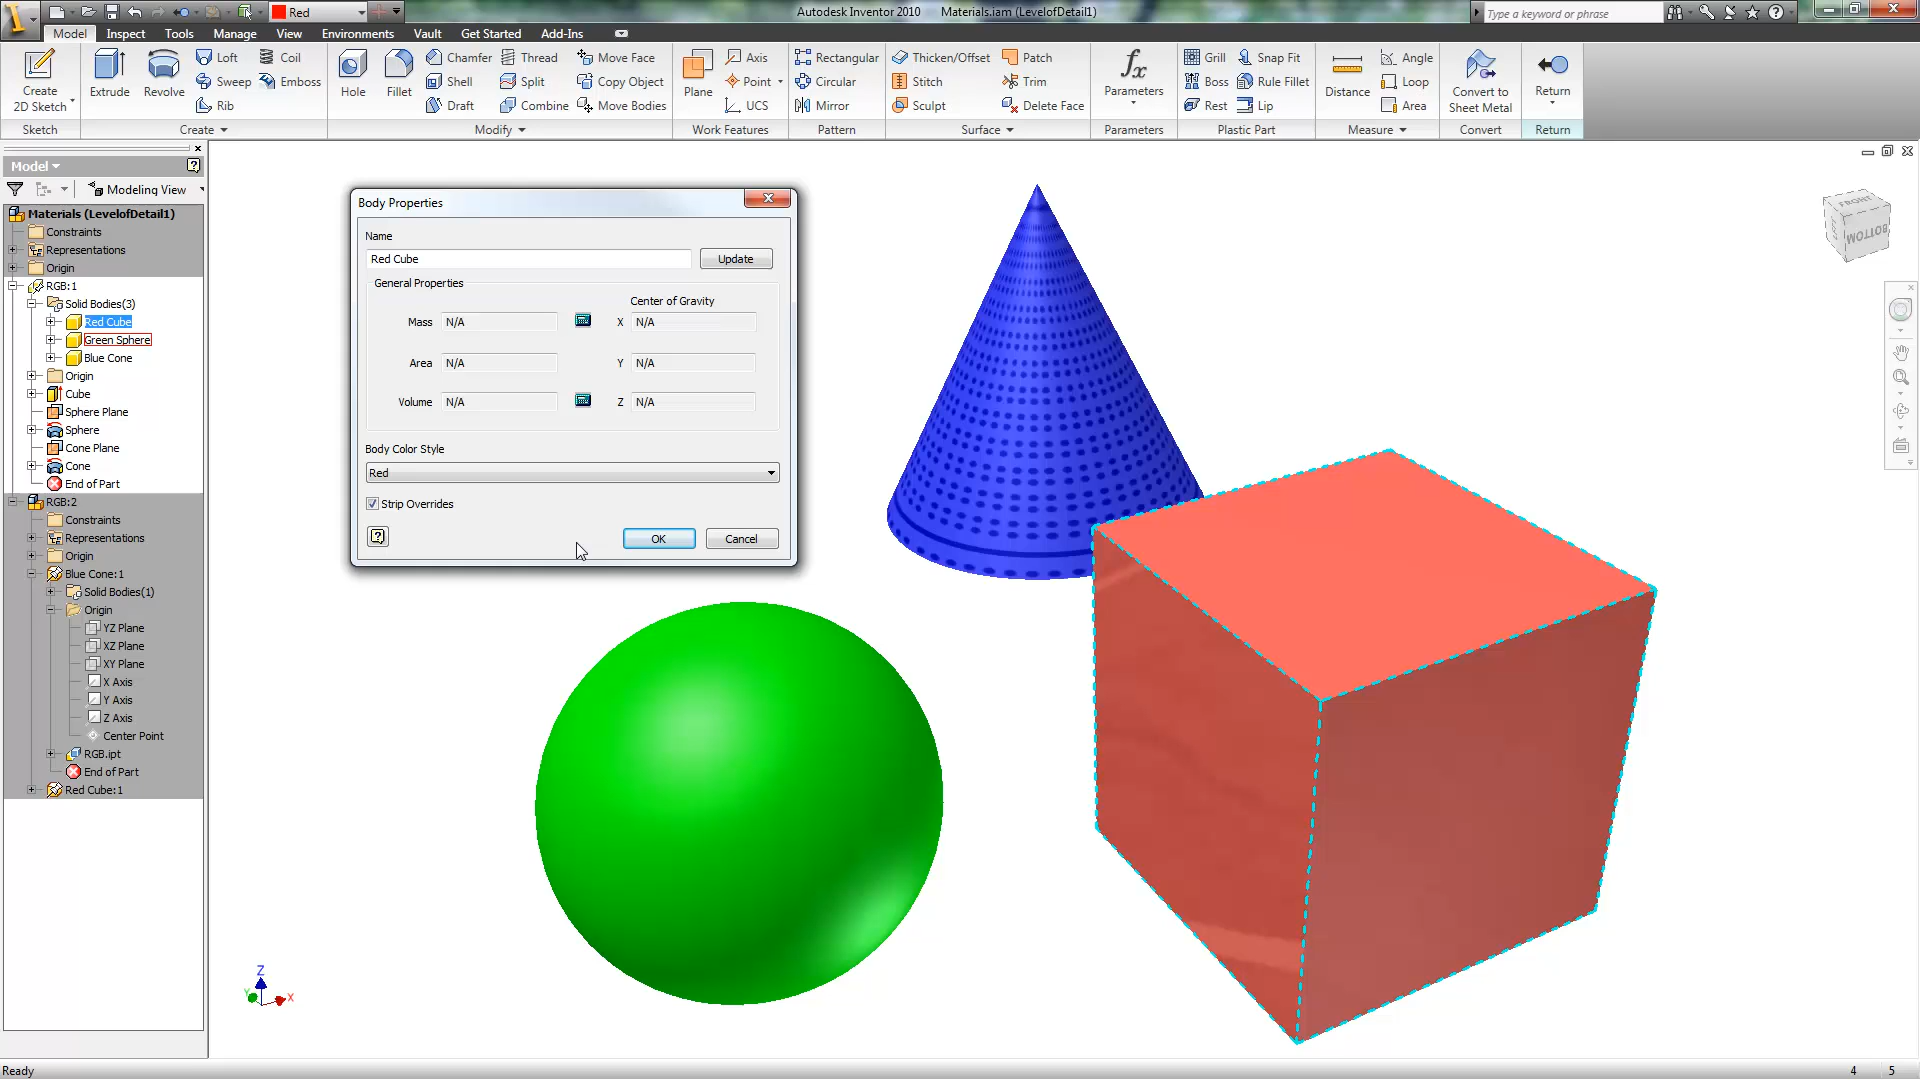 Red
Autodesk Inventor 2010 Materials.iam (LevelofDetail1)
Type a keyword or phrase
Model Inspect Tools Manage View Environments Vault Get Started Add-Ins
Create 2D Sketch
Extrude
Revolve
Loft
Sweep
Rib
Coil
Emboss
Hole
Fillet
Chamfer
Shell
Draft
Thread
Split
Combine
Move Face
Copy Object
Move Bodies
Plane
Axis
Point
UCS
Rectangular
Circular
Mirror
Thicken/Offset
Stitch
Sculpt
Patch
Trim
Delete Face
fx
Parameters
Grill
Boss
Rest
Snap Fit
Rule Fillet
Lip
Distance
Angle
Loop
Area
Convert to Sheet Metal
Return
Sketch Create Modify Work Features Pattern Surface Parameters Plastic Part Measure Convert Return
Model
Modeling View
Materials (LevelofDetail1)
Constraints
Representations
Origin
RGB:1
Solid Bodies(3)
Red Cube
Green Sphere
Blue Cone
Origin
Cube
Sphere Plane
Sphere
Cone Plane
Cone
End of Part
RGB:2
Constraints
Representations
Origin
Blue Cone:1
Solid Bodies(1)
Origin
YZ Plane
XZ Plane
XY Plane
X Axis
Y Axis
Z Axis
Center Point
RGB.ipt
End of Part
Red Cube:1
Body Properties
Name
Red Cube
Update
General Properties
Center of Gravity
Mass N/A X N/A
Area N/A Y N/A
Volume N/A Z N/A
Body Color Style
Red
Strip Overrides
OK Cancel
FRONT
BOTTOM
Z
Y
X
Ready
4 5